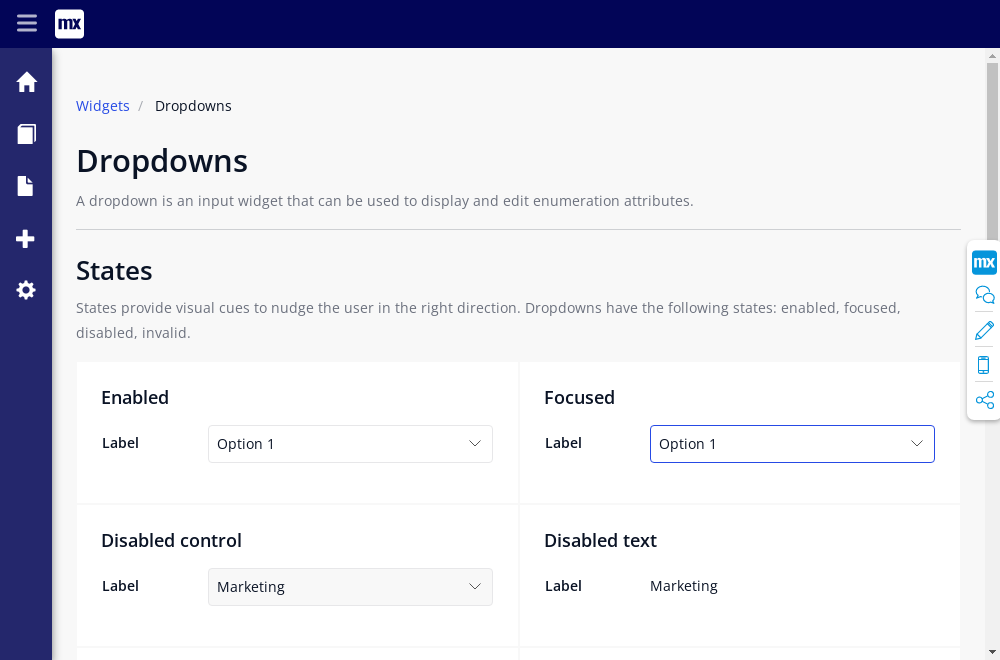 mx
Widgets / Dropdowns
Dropdowns
A dropdown is an input widget that can be used to display and edit enumeration attributes.
States
States provide visual cues to nudge the user in the right direction. Dropdowns have the following states: enabled, focused,
disabled, invalid.
mx
Enabled
Label Option 1
Focused
Label Option 1
Disabled control
Label Marketing
Disabled text
Label Marketing